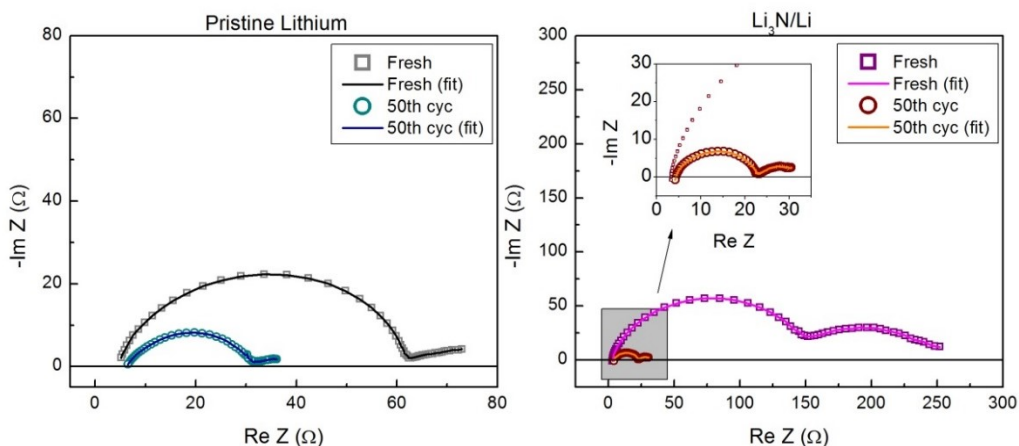 Pristine Lithium
80
60
40
20
0
-Im Z (Ω)
Fresh
Fresh (fit)
50th cyc
50th cyc (fit)
0 20 40 60 80
Re Z (Ω)
Li₃N/Li
300
250
200
150
100
50
0
-Im Z (Ω)
30
20
10
0
-Im Z
0 10 20 30 40
Re Z
Fresh
Fresh (fit)
50th cyc
50th cyc (fit)
0 50 100 150 200 250 300
Re Z (Ω)